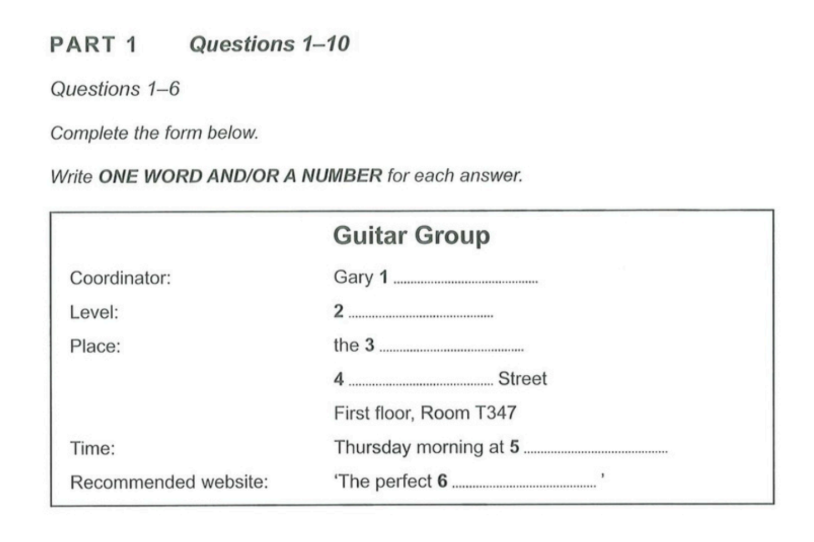 PART 1 Questions 1–10
Questions 1–6
Complete the form below.
Write ONE WORD AND/OR A NUMBER for each answer.
Guitar Group
Coordinator: Gary 1 ........................................
Level: 2 ........................................
Place: the 3 ........................................
4 ........................................ Street
First floor, Room T347
Time: Thursday morning at 5 ........................................
Recommended website: 'The perfect 6 ........................................ '